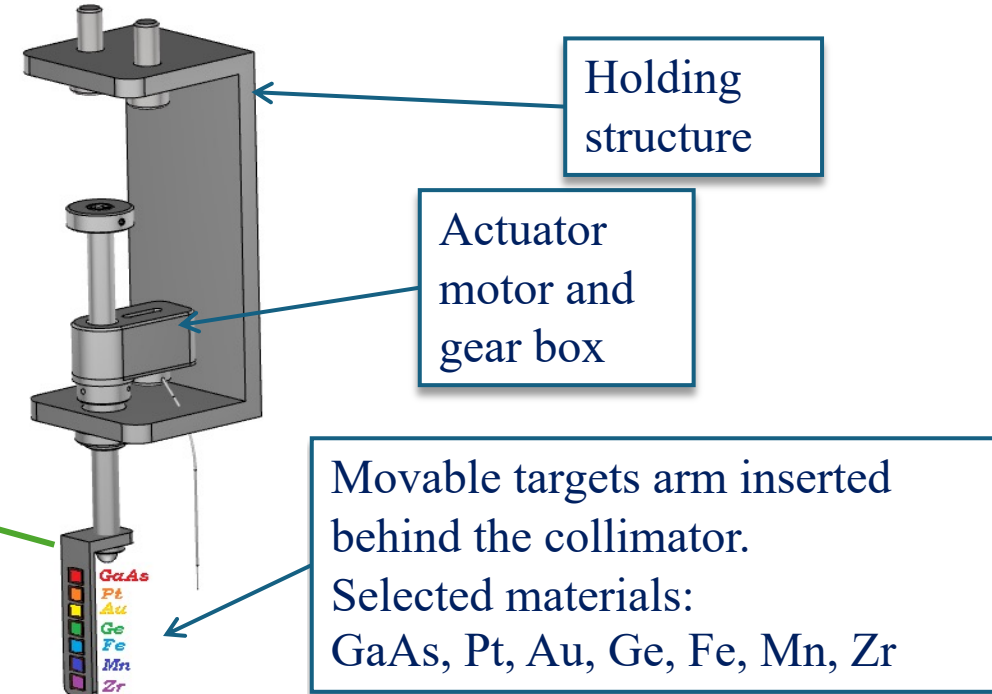 Holding
structure
Actuator
motor and
gear box
Movable targets arm inserted
behind the collimator.
Selected materials:
GaAs, Pt, Au, Ge, Fe, Mn, Zr
GaAs
Pt
Au
Ge
Fe
Mn
Zr